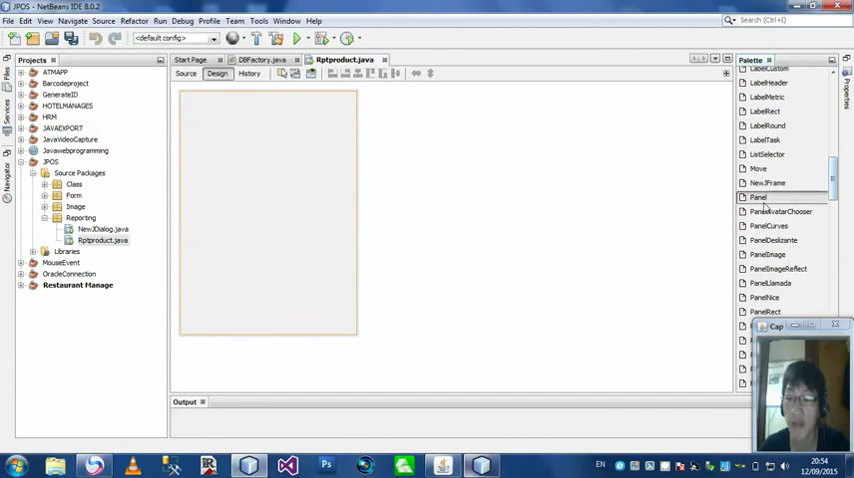 JPOS - NetBeans IDE 8.0.2
File Edit View Navigate Source Refactor Run Debug Profile Team Tools Window Help
Search (Ctrl+I)
<default config>
Projects
Start Page
DBFactory.java
Rptproduct.java
Palette
Source Design History
Files
Services
Navigator
Properties
ATMAPP
Barcodeproject
GenerateID
HOTELMANAGES
HRM
JAVAEXPORT
JavaVideoCapture
Javawebprogramming
JPOS
Source Packages
Class
Form
Image
Reporting
NewJDialog.java
Rptproduct.java
Libraries
MouseEvent
OracleConnection
Restaurant Manage
LabelCustom
LabelHeader
LabelMetric
LabelRect
LabelRound
LabelTask
ListSelector
Move
NewJFrame
Panel
PanelAvatarChooser
PanelCurves
PanelDeslizante
PanelImage
PanelImageReflect
PanelLlamada
PanelNice
PanelRect
Cap
Output
Ps
EN
20:54
12/09/2015